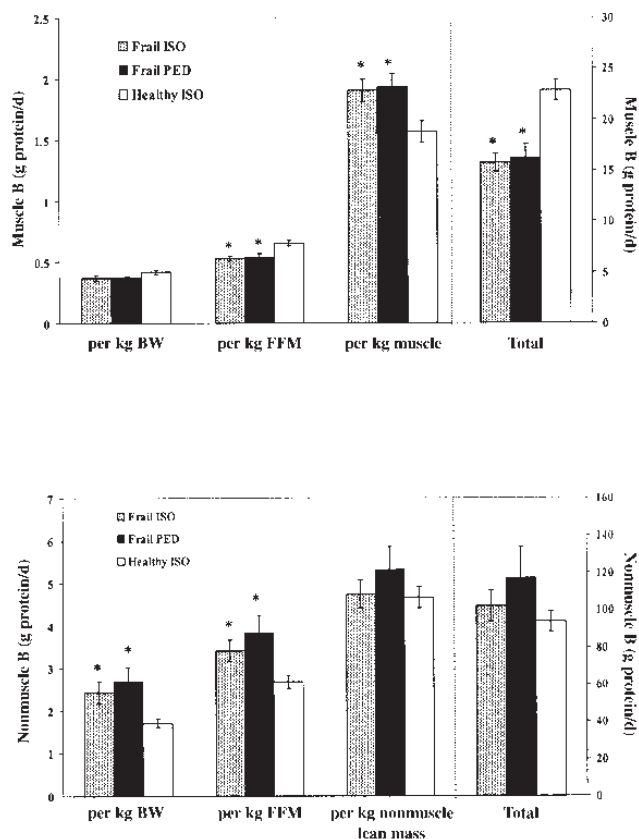 2.5
2
1.5
1
0.5
0
Muscle B (g protein/d)
Frail ISO
Frail PED
Healthy ISO
* *
* *
* *
30
25
20
15
10
5
0
Muscle B (g protein/d)
per kg BW per kg FFM per kg muscle Total
7
6
5
4
3
2
1
0
Nonmuscle B (g protein/d)
Frail ISO
Frail PED
Healthy ISO
* *
* *
160
140
120
100
80
60
40
20
0
Nonmuscle B (g protein/d)
per kg BW per kg FFM per kg nonmuscle Total
lean mass